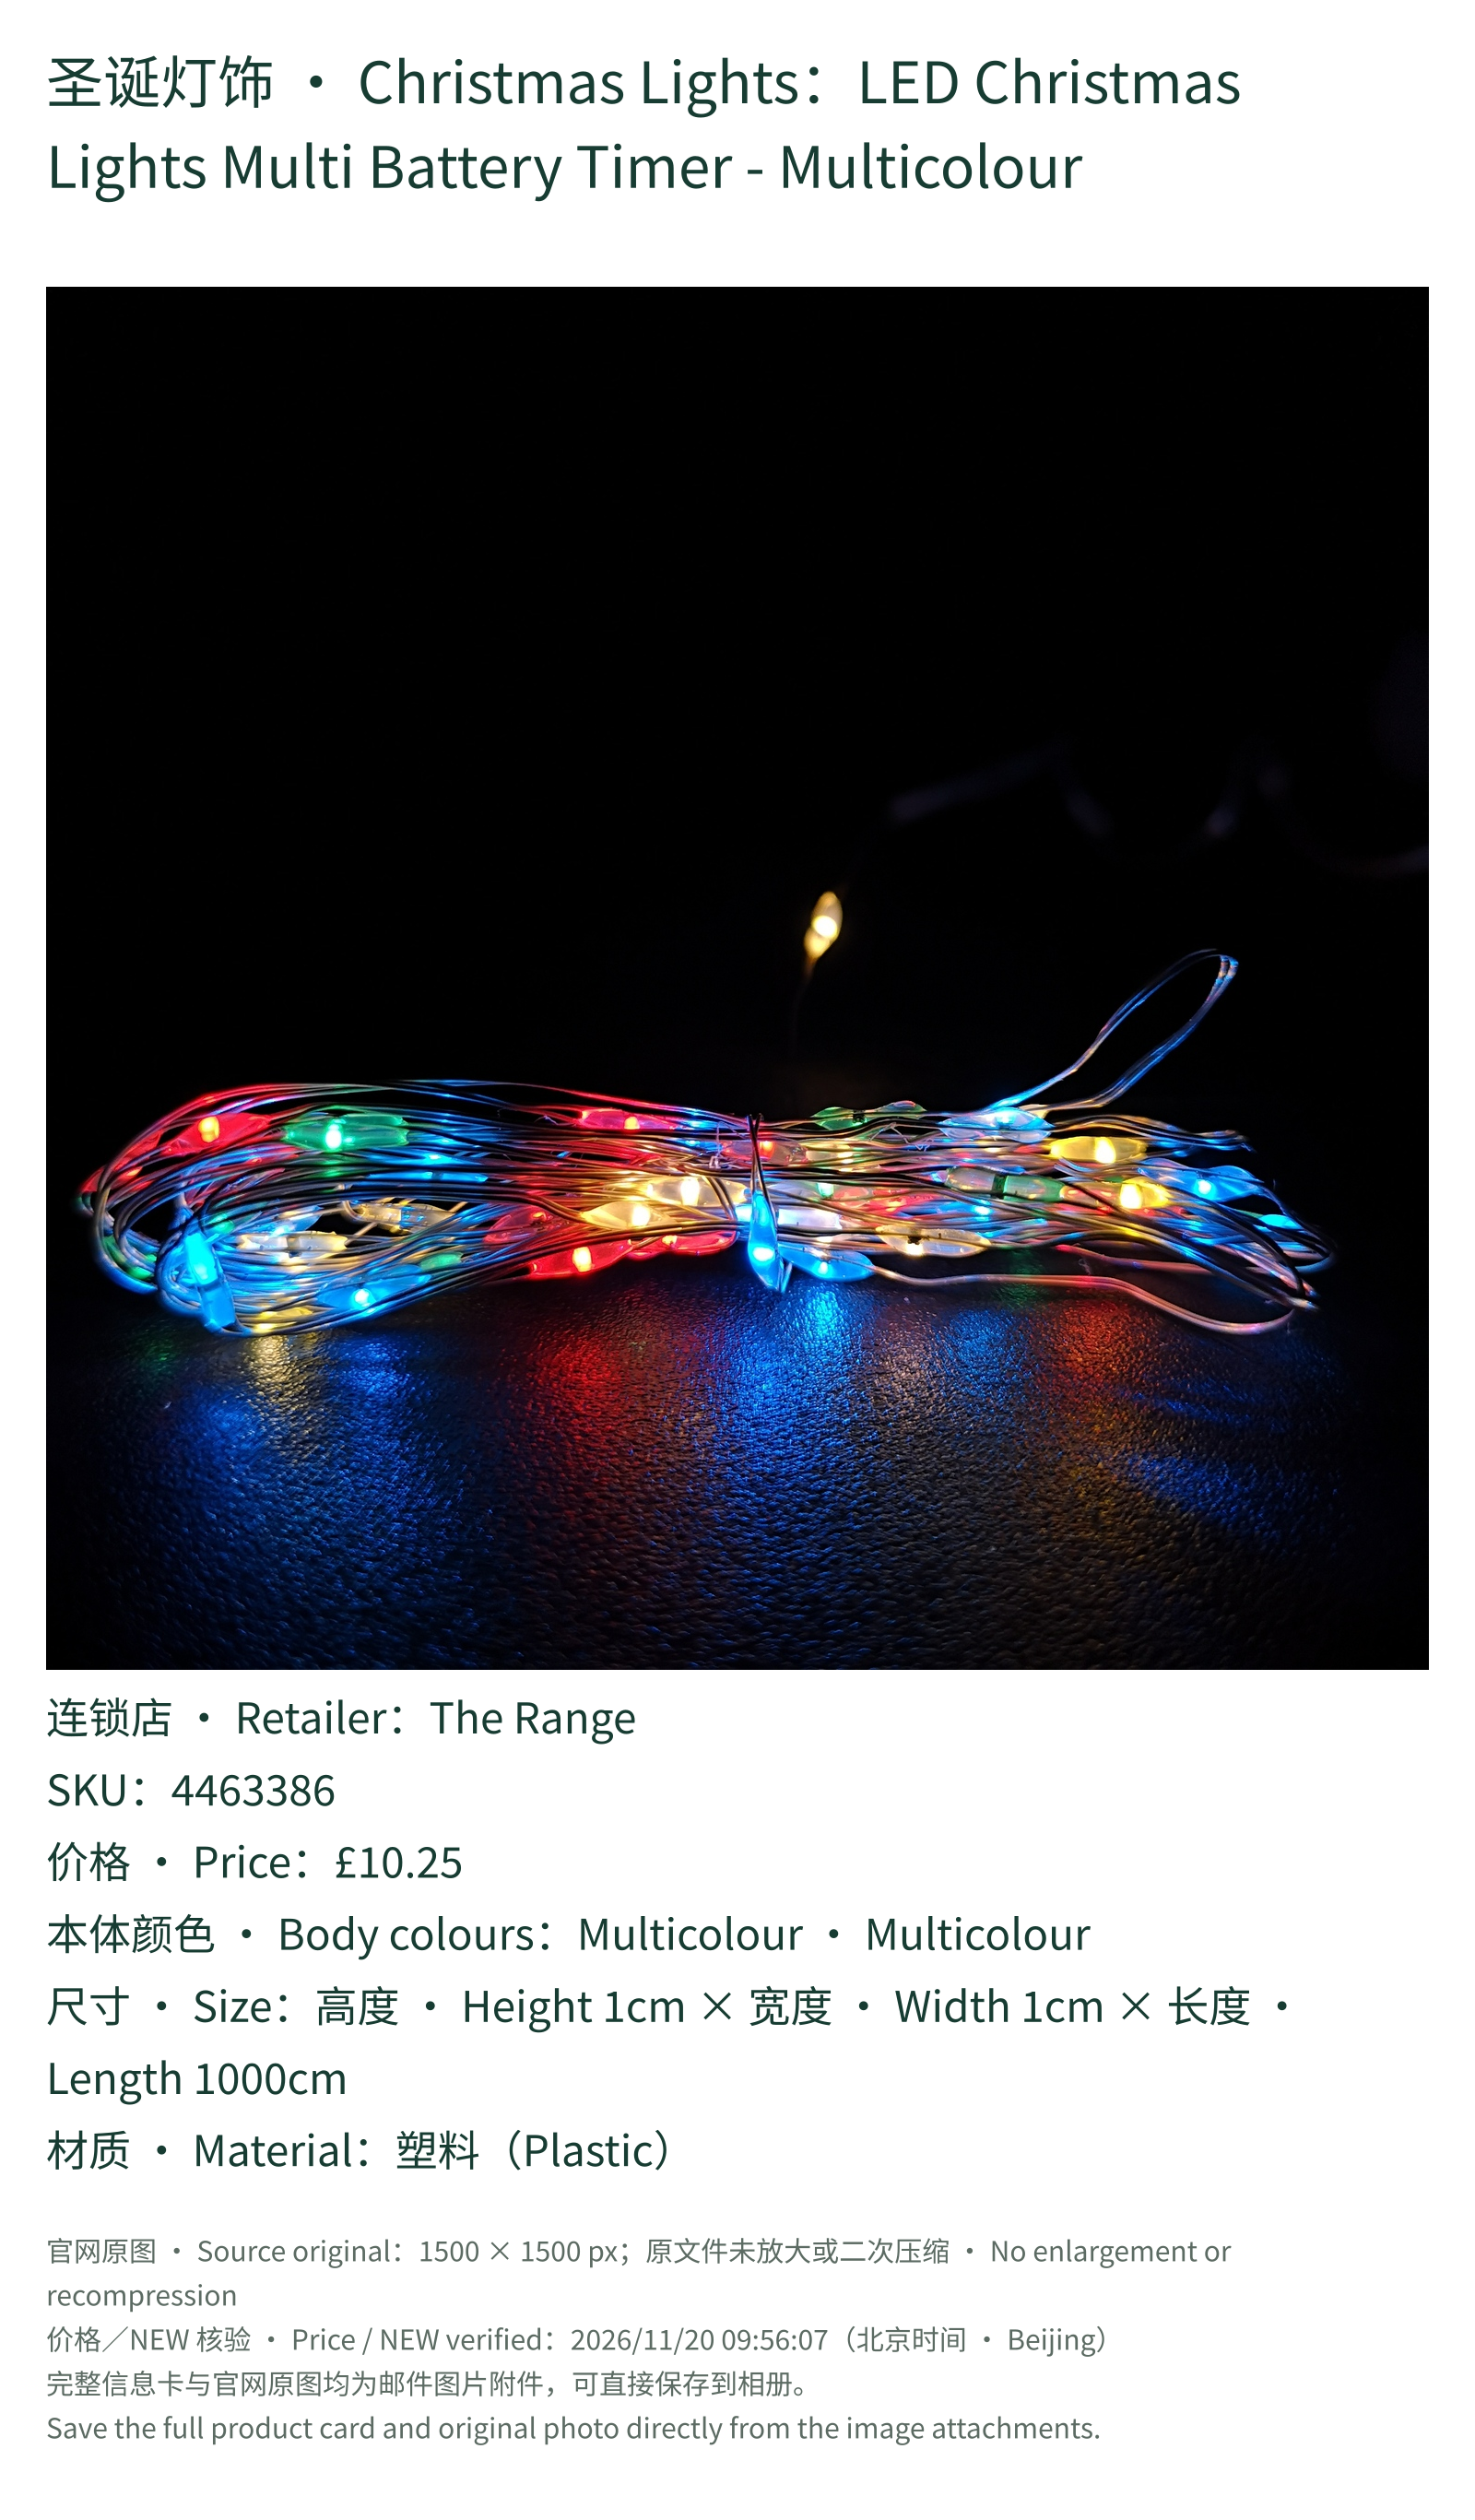 圣诞灯饰 · Christmas Lights：LED Christmas
Lights Multi Battery Timer - Multicolour
连锁店 · Retailer：The Range
SKU：4463386
价格 · Price：£10.25
本体颜色 · Body colours：Multicolour · Multicolour
尺寸 · Size：高度 · Height 1cm × 宽度 · Width 1cm × 长度 ·
Length 1000cm
材质 · Material：塑料（Plastic）
官网原图 · Source original：1500 × 1500 px；原文件未放大或二次压缩 · No enlargement or
recompression
价格／NEW 核验 · Price / NEW verified：2026/11/20 09:56:07（北京时间 · Beijing）
完整信息卡与官网原图均为邮件图片附件，可直接保存到相册。
Save the full product card and original photo directly from the image attachments.